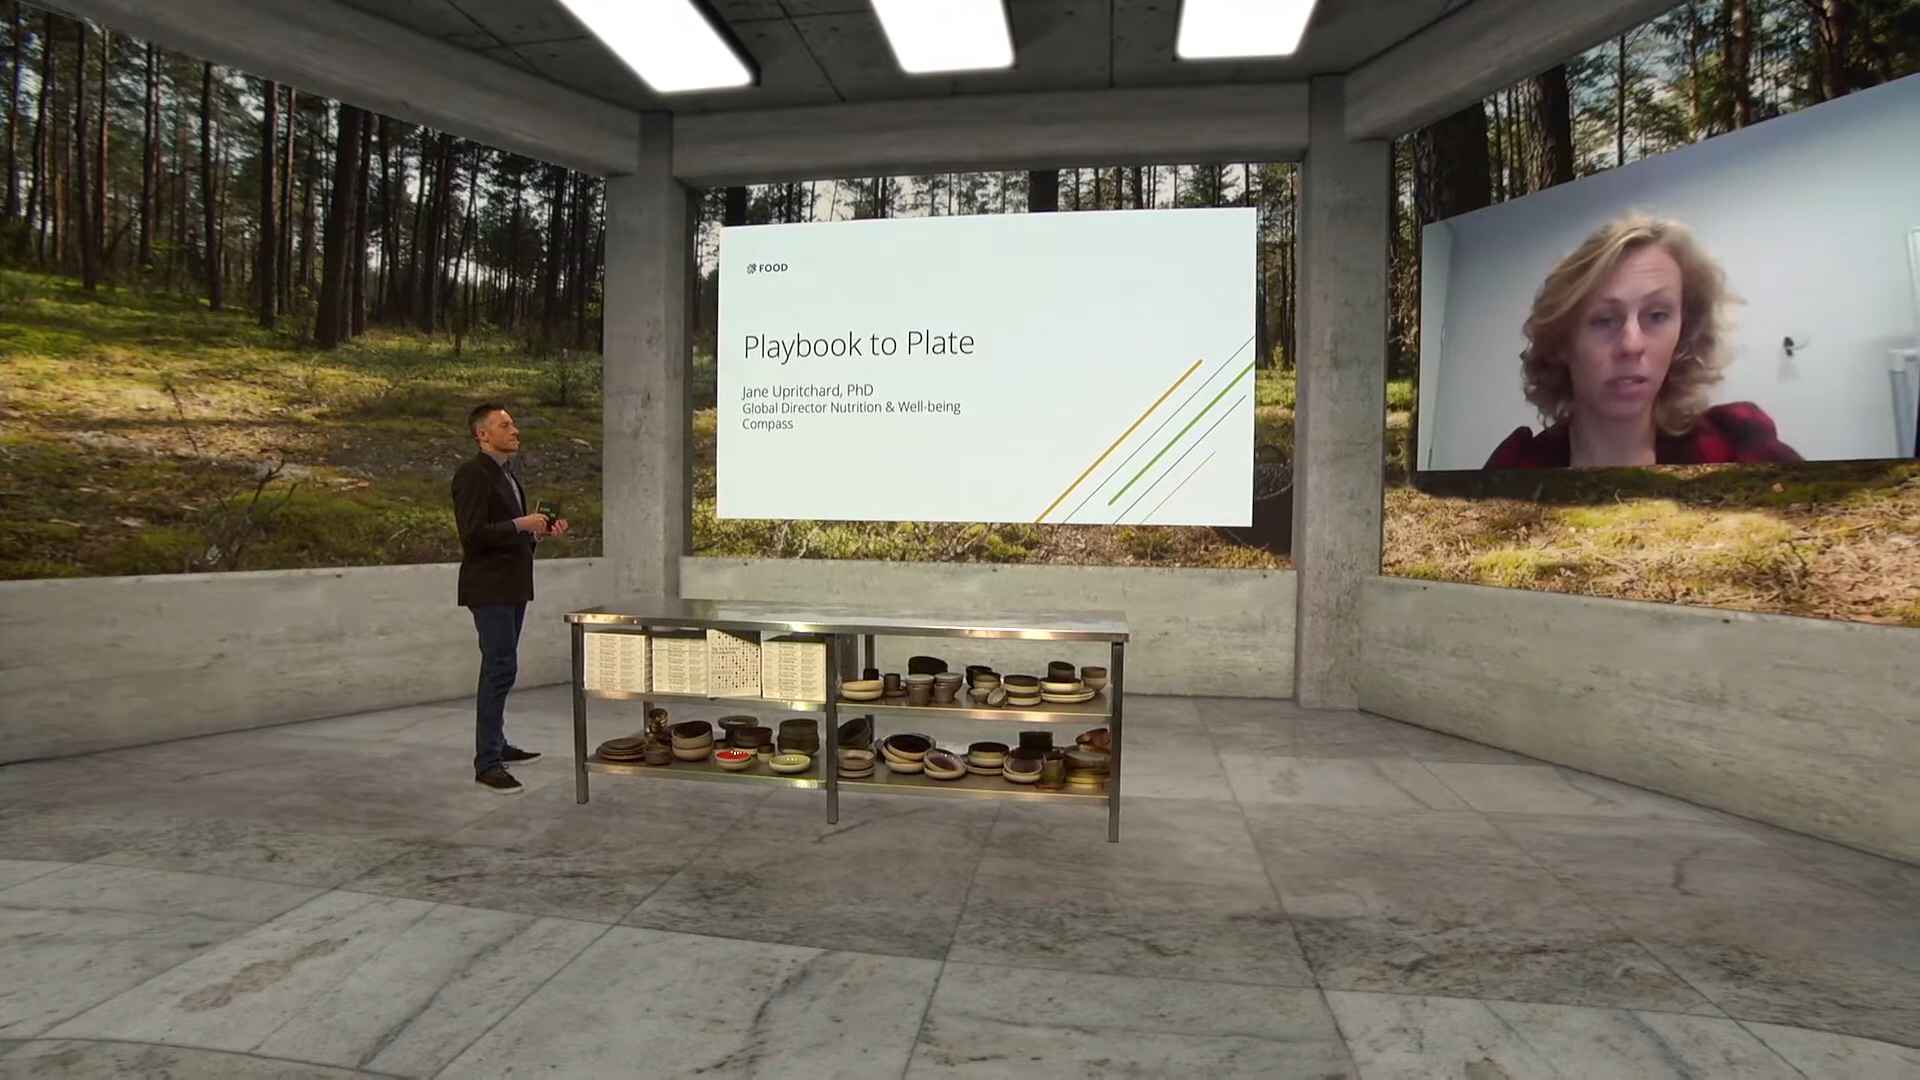 FOOD
Playbook to Plate
Jane Upritchard, PhD
Global Director Nutrition & Well-being
Compass